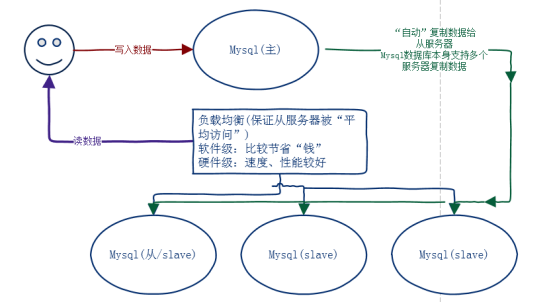 写入数据
Mysql(主)
“自动”复制数据给
从服务器
Mysql数据库本身支持多个
服务器复制数据
负载均衡(保证从服务器被“平
均访问”)
软件级: 比较节省“钱”
硬件级: 速度、性能较好
读数据
Mysql(从/slave)
Mysql(slave)
Mysql(slave)